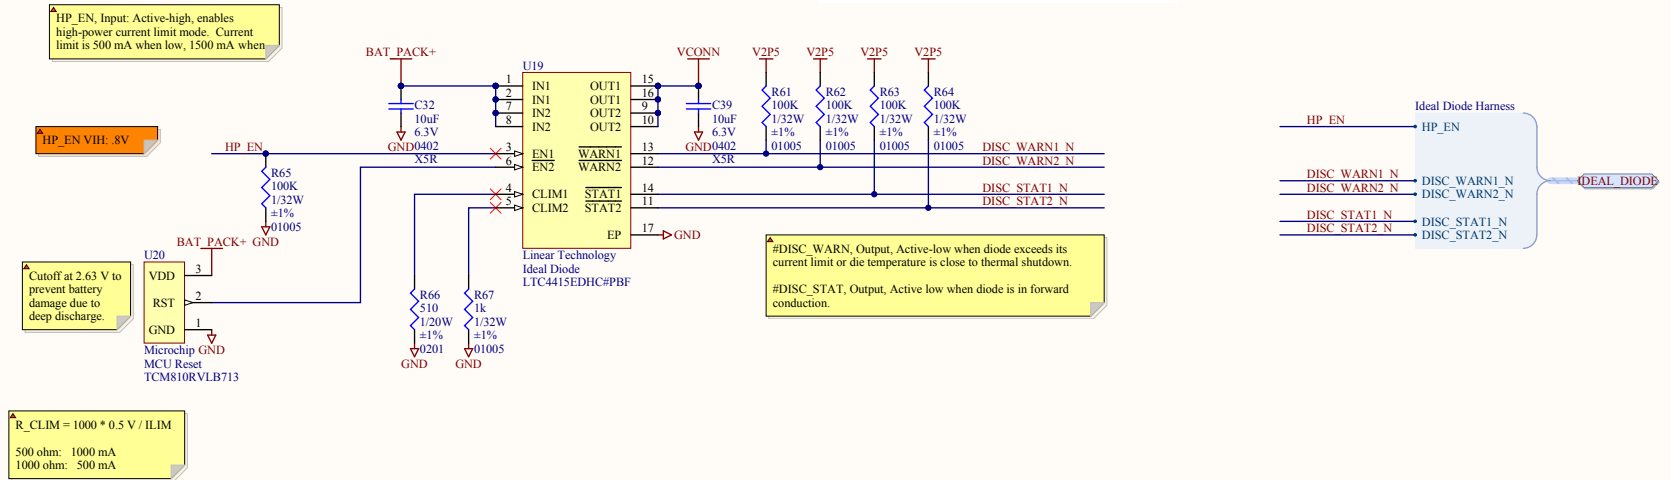 HP_EN, Input: Active-high, enables
high-power current limit mode.  Current
limit is 500 mA when low, 1500 mA when
HP_EN VIH: .8V
BAT_PACK+
C32
10uF
6.3V
0402
X5R
GND
U19
1 IN1
2 IN1
7 IN2
8 IN2
3 EN1
6 EN2
4 CLIM1
5 CLIM2
OUT1 15
OUT1 16
OUT2 9
OUT2 10
WARN1 13
WARN2 12
STAT1 14
STAT2 11
EP 17
GND
Linear Technology
Ideal Diode
LTC4415EDHC#PBF
VCONN
C39
10uF
6.3V
0402
X5R
GND
V2P5
R61
100K
1/32W
±1%
01005
V2P5
R62
100K
1/32W
±1%
01005
V2P5
R63
100K
1/32W
±1%
01005
V2P5
R64
100K
1/32W
±1%
01005
DISC_WARN1_N
DISC_WARN2_N
DISC_STAT1_N
DISC_STAT2_N
HP_EN
R65
100K
1/32W
±1%
01005
GND
BAT_PACK+
U20
VDD 3
RST 2
GND 1
GND
Microchip
MCU Reset
TCM810RVLB713
Cutoff at 2.63 V to
prevent battery
damage due to
deep discharge.
R66
510
1/20W
±1%
0201
GND
R67
1k
1/32W
±1%
01005
GND
#DISC_WARN, Output, Active-low when diode exceeds its
current limit or die temperature is close to thermal shutdown.
#DISC_STAT, Output, Active low when diode is in forward
conduction.
R_CLIM = 1000 * 0.5 V / ILIM
500 ohm:   1000 mA
1000 ohm:   500 mA
Ideal Diode Harness
HP_EN
HP_EN
DISC_WARN1_N
DISC_WARN1_N
DISC_WARN2_N
DISC_WARN2_N
DISC_STAT1_N
DISC_STAT1_N
DISC_STAT2_N
DISC_STAT2_N
IDEAL_DIODE